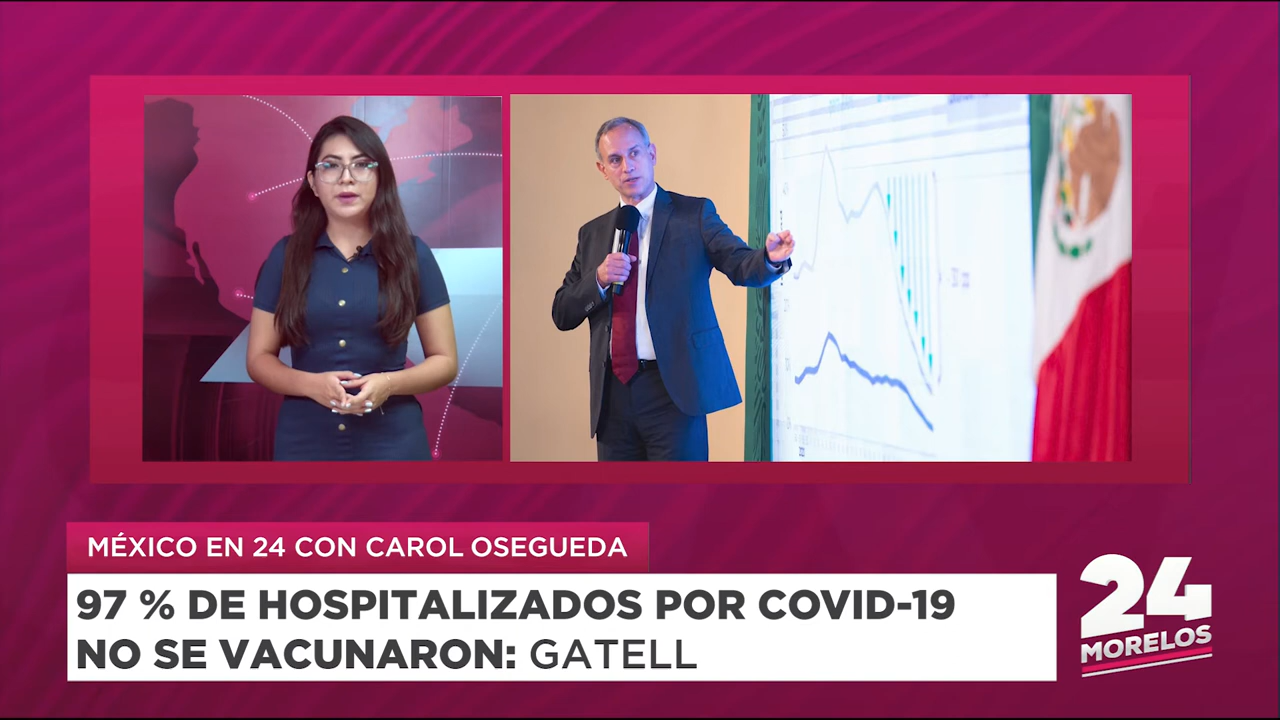 MÉXICO EN 24 CON CAROL OSEGUEDA
97 % DE HOSPITALIZADOS POR COVID-19
NO SE VACUNARON: GATELL
24
MORELOS